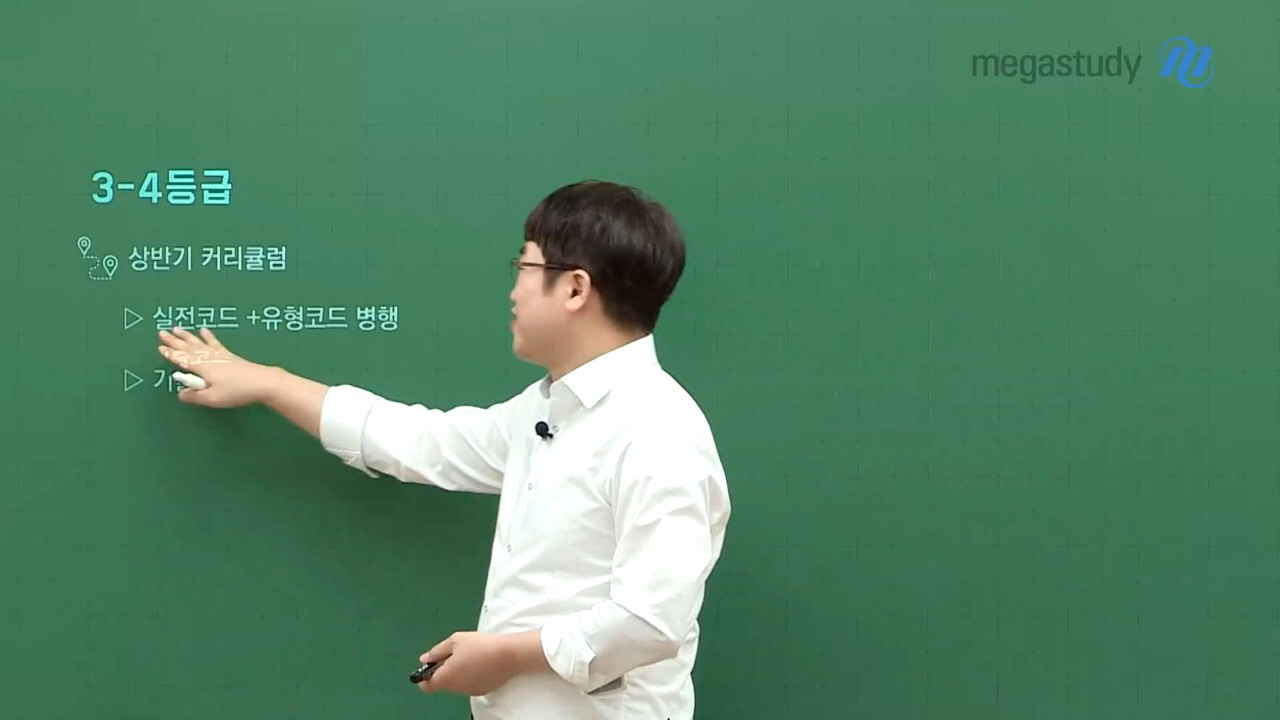 megastudy
3-4등급
상반기 커리큘럼
▷ 실전코드 +유형코드 병행
▷